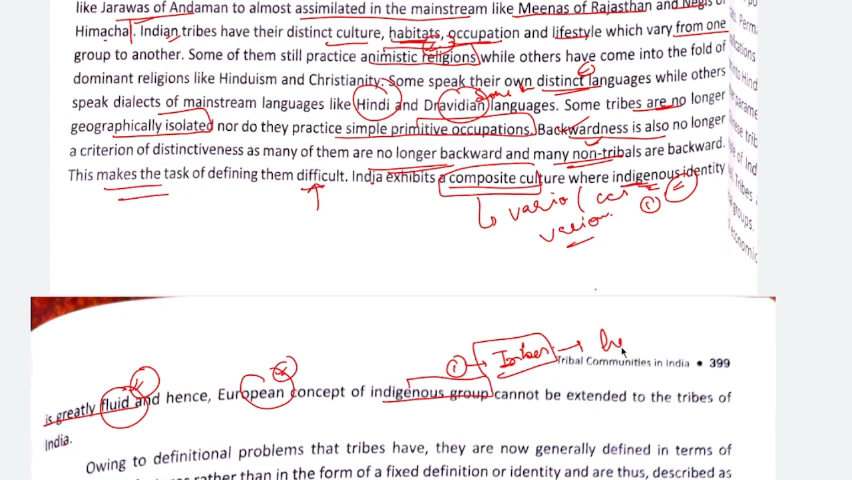 like Jarawas of Andaman to almost assimilated in the mainstream like Meenas of Rajasthan and Negis of
Himachal. Indian tribes have their distinct culture, habitats, occupation and lifestyle which vary from one
group to another. Some of them still practice animistic religions while others have come into the fold of
dominant religions like Hinduism and Christianity. Some speak their own distinct languages while others
speak dialects of mainstream languages like Hindi and Dravidian languages. Some tribes are no longer
geographically isolated nor do they practice simple primitive occupations. Backwardness is also no longer
a criterion of distinctiveness as many of them are no longer backward and many non-tribals are backward.
This makes the task of defining them difficult. India exhibits a composite culture where indigenous identity
Tribes
Tribal Communities in India • 399
is greatly fluid and hence, European concept of indigenous group cannot be extended to the tribes of
India.
Owing to definitional problems that tribes have, they are now generally defined in terms of
rather than in the form of a fixed definition or identity and are thus, described as